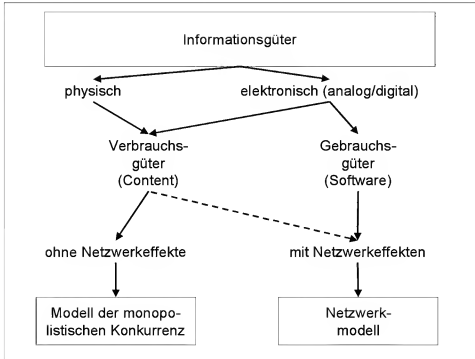 Informationsgüter
physisch
elektronisch (analog/digital)
Verbrauchs-
güter
(Content)
Gebrauchs-
güter
(Software)
ohne Netzwerkeffekte
mit Netzwerkeffekten
Modell der monopo-
listischen Konkurrenz
Netzwerk-
modell